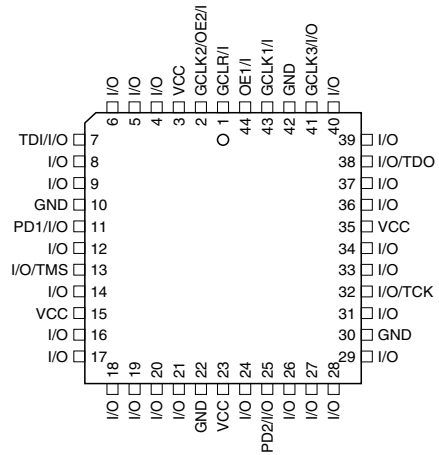 I/O
I/O
I/O
VCC
GCLK2/OE2/I
GCLR/I
OE1/I
GCLK1/I
GND
GCLK3/I/O
I/O
6
5
4
3
2
1
44
43
42
41
40
TDI/I/O 7
I/O 8
I/O 9
GND 10
PD1/I/O 11
I/O 12
I/O/TMS 13
I/O 14
VCC 15
I/O 16
I/O 17
39 I/O
38 I/O/TDO
37 I/O
36 I/O
35 VCC
34 I/O
33 I/O
32 I/O/TCK
31 I/O
30 GND
29 I/O
18
19
20
21
22
23
24
25
26
27
28
I/O
I/O
I/O
I/O
GND
VCC
I/O
PD2/I/O
I/O
I/O
I/O